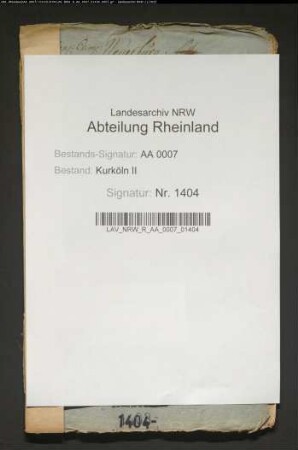 Landesarchiv NRW
Abteilung Rheinland
Bestands-Signatur: AA 0007
Bestand: Kurköln II
Signatur: Nr. 1404
LAV_NRW_R_AA_0007_01404
1404-